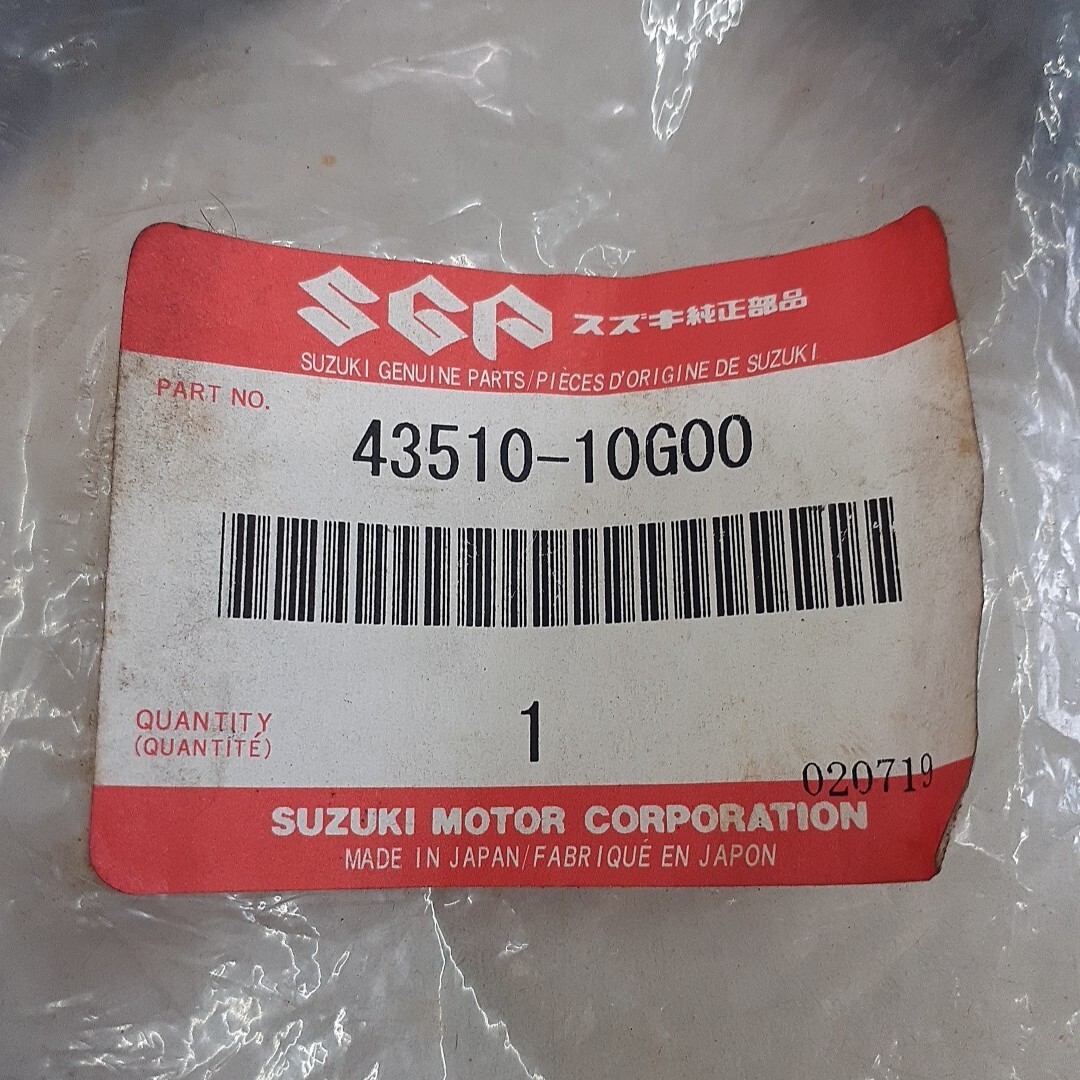 SGP スズキ純正部品
SUZUKI GENUINE PARTS/PIÈCES D'ORIGINE DE SUZUKI
PART NO.
43510-10G00
QUANTITY
(QUANTITÉ)
1
020719
SUZUKI MOTOR CORPORATION
MADE IN JAPAN/FABRIQUÉ EN JAPON